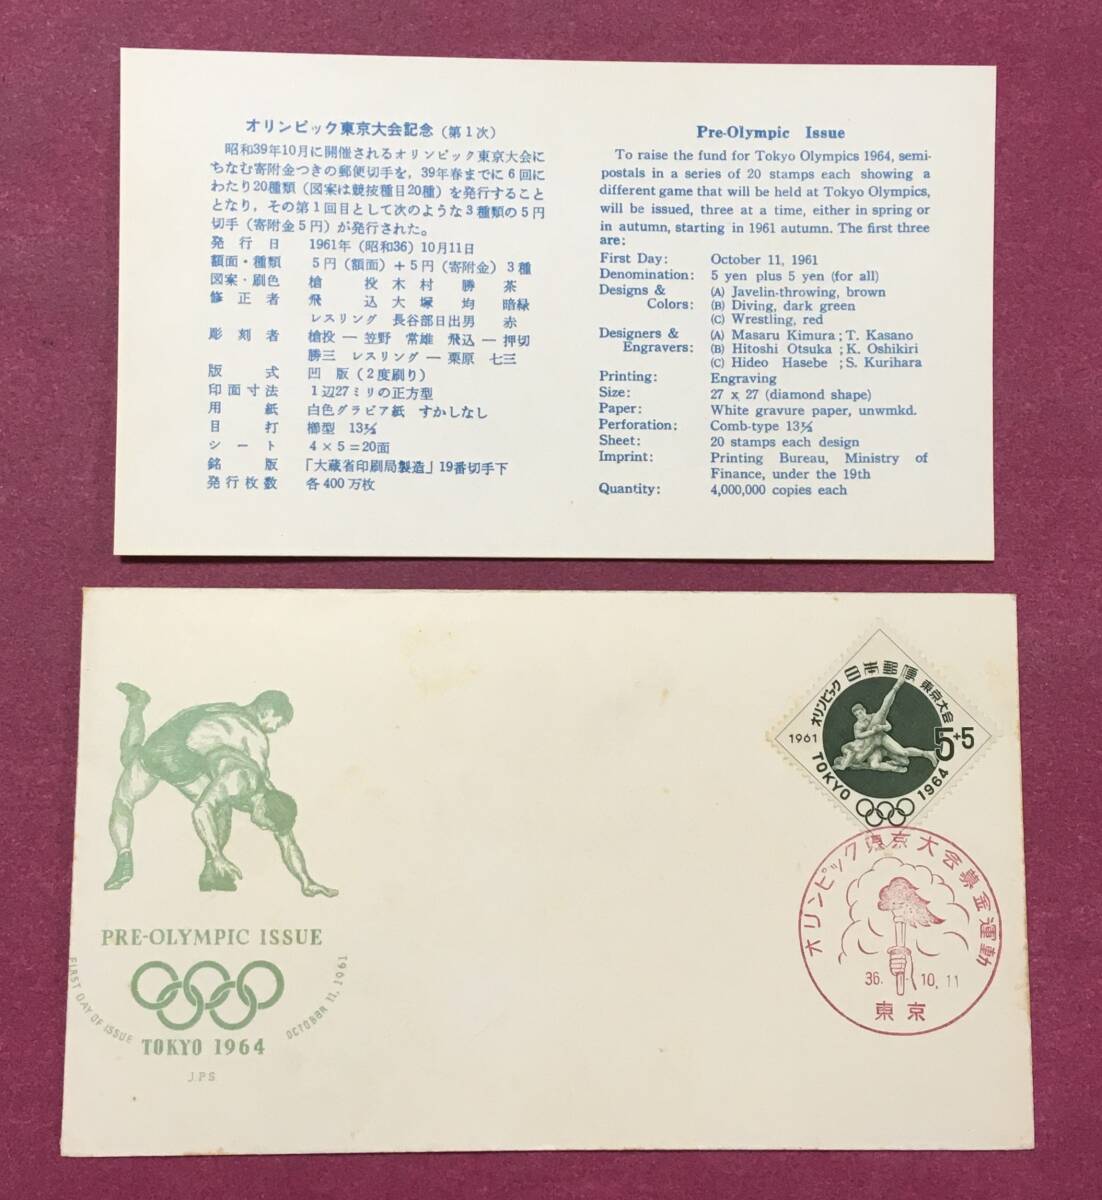 オリンピック東京大会記念（第１次）
昭和39年10月に開催されるオリンピック東京大会に
ちなむ寄附金つきの郵便切手を、39年春までに６回に
わたり20種類（図案は競技種目20種）を発行すること
となり、その第１回目として次のような３種類の５円
切手（寄附金５円）が発行された。
発行日 1961年（昭和36）10月11日
額面・種類 ５円（額面）＋５円（寄附金）３種
図案・刷色 槍投 木村勝 茶
修正者 飛込 大塚均 暗緑
レスリング 長谷部日出男 赤
彫刻者 槍投 ― 笠野 常雄 飛込 ― 押切
勝三 レスリング ― 栗原 七三
版式 凹版（２度刷り）
印面寸法 １辺27ミリの正方型
用紙 白色グラビア紙 すかしなし
目打 櫛型 13½
シート ４×５＝20面
銘版 「大蔵省印刷局製造」19番切手下
発行枚数 各400万枚
Pre-Olympic Issue
To raise the fund for Tokyo Olympics 1964, semi-
postals in a series of 20 stamps each showing a
different game that will be held at Tokyo Olympics,
will be issued, three at a time, either in spring or
in autumn, starting in 1961 autumn. The first three
are:
First Day: October 11, 1961
Denomination: 5 yen plus 5 yen (for all)
Designs & (A) Javelin-throwing, brown
Colors: (B) Diving, dark green
(C) Wrestling, red
Designers & (A) Masaru Kimura ; T. Kasano
Engravers: (B) Hitoshi Otsuka ; K. Oshikiri
(C) Hideo Hasebe ; S. Kurihara
Printing: Engraving
Size: 27 x 27 (diamond shape)
Paper: White gravure paper, unwmkd.
Perforation: Comb-type 13½
Sheet: 20 stamps each design
Imprint: Printing Bureau, Ministry of
Finance, under the 19th
Quantity: 4,000,000 copies each
オリンピック 日本郵便 東京大会
1961
5+5
TOKYO 1964
オリンピック東京大会募金運動
36. 10. 11
東京
PRE-OLYMPIC ISSUE
FIRST DAY OF ISSUE OCTOBER 11, 1961
TOKYO 1964
J.P.S.